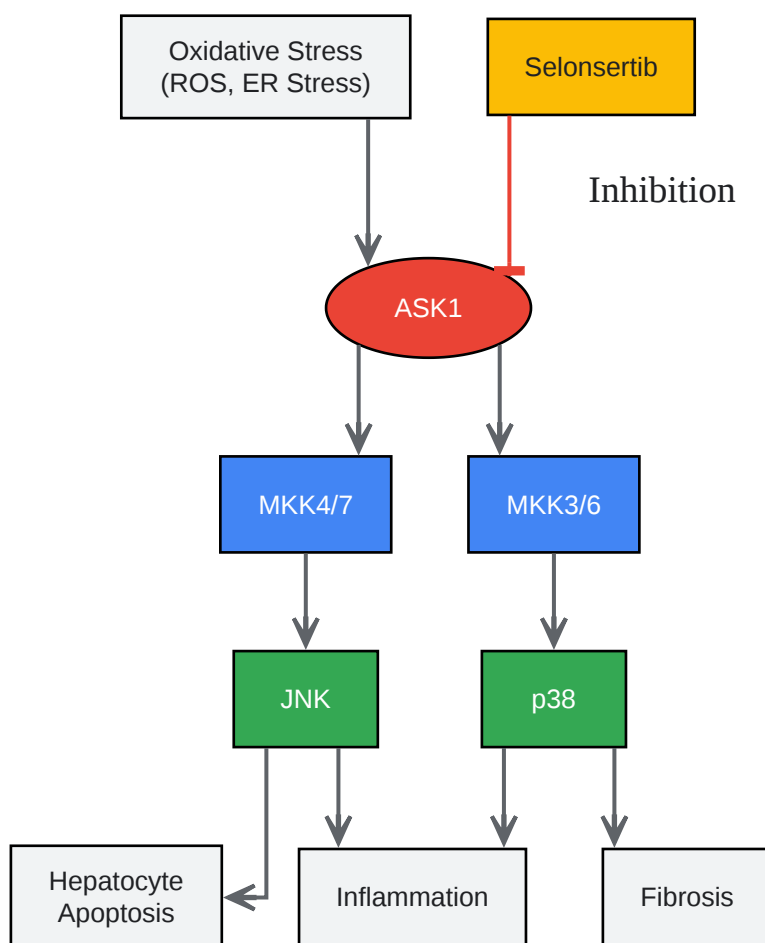 Oxidative Stress
(ROS, ER Stress)
Selonsertib
Inhibition
ASK1
MKK4/7
MKK3/6
JNK
p38
Hepatocyte
Apoptosis
Inflammation
Fibrosis